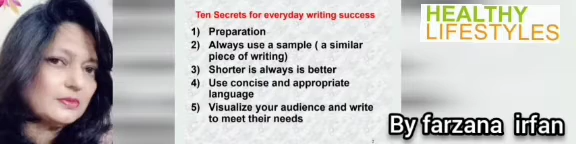 Ten Secrets for everyday writing success
1) Preparation
2) Always use a sample ( a similar
piece of writing)
3) Shorter is always is better
4) Use concise and appropriate
language
5) Visualize your audience and write
to meet their needs
HEALTHY
LIFESTYLES
By farzana irfan